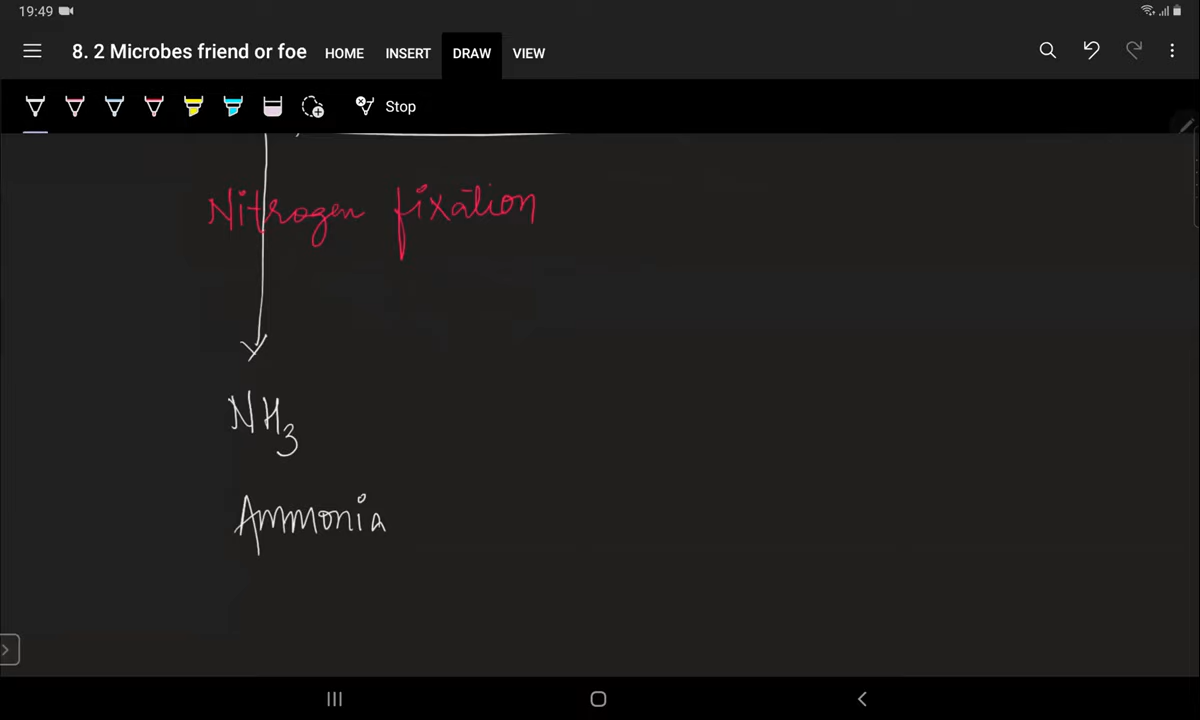 19:49
8. 2 Microbes friend or foe HOME INSERT DRAW VIEW
Stop
Nitrogen fixation
NH3
Ammonia